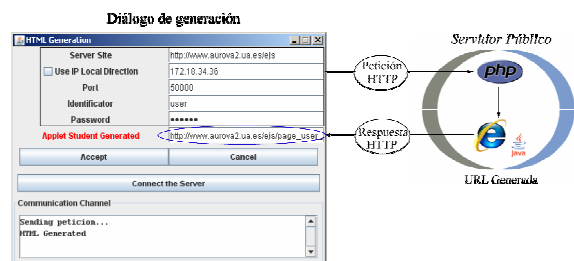 Diálogo de generación
HTML Generation
Server Site http://www.aurova2.ua.es/ejs
Use IP Local Direction 172.18.34.36
Port 50000
Identificator user
Password ••••••
Applet Student Generated http://www.aurova2.ua.es/ejs/page_user
Accept Cancel
Connect the Server
Communication Channel
Sending peticion...
HTML Generated
Petición
HTTP
Respuesta
HTTP
Servidor Público
php
java
URL Generada